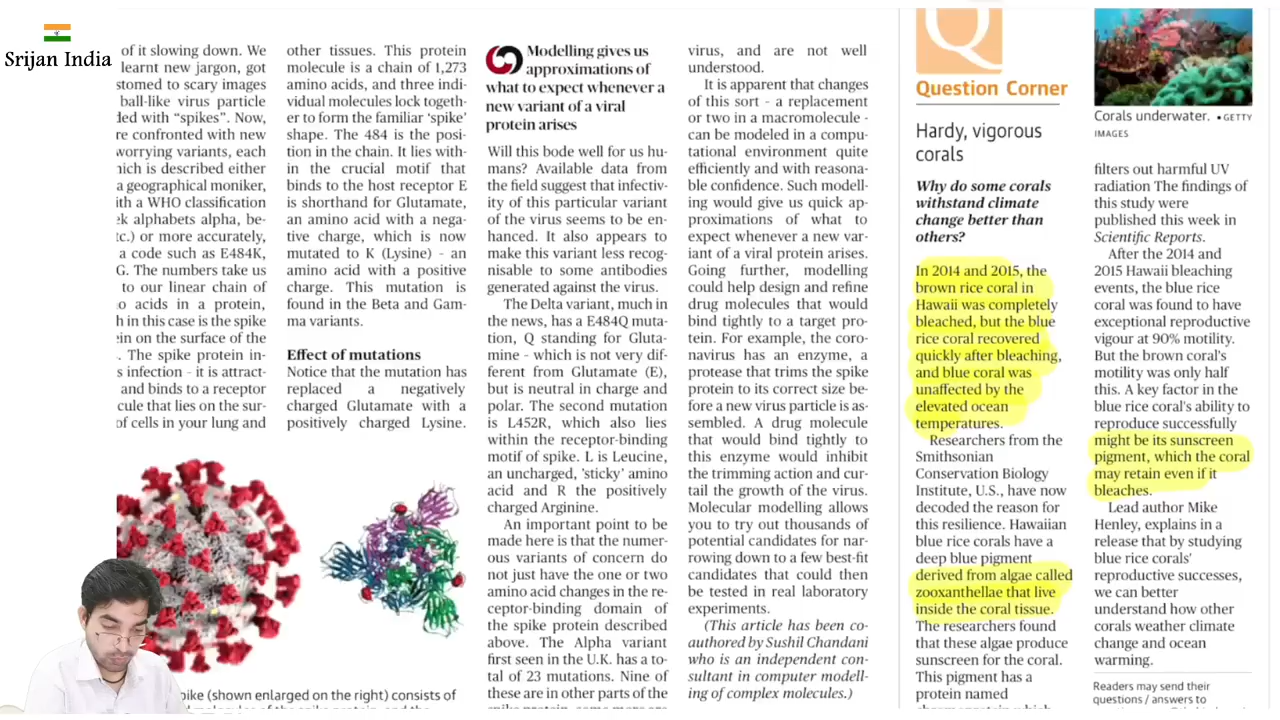 Srijan India
of it slowing down. We
learnt new jargon, got
stomed to scary images
ball-like virus particle
ded with “spikes”. Now,
re confronted with new
worrying variants, each
hich is described either
a geographical moniker,
ith a WHO classification
ek alphabets alpha, be-
tc.) or more accurately,
a code such as E484K,
G. The numbers take us
to our linear chain of
o acids in a protein,
h in this case is the spike
ein on the surface of the
. The spike protein in-
s infection - it is attract-
and binds to a receptor
cule that lies on the sur-
of cells in your lung and
other tissues. This protein
molecule is a chain of 1,273
amino acids, and three indi-
vidual molecules lock togeth-
er to form the familiar ‘spike’
shape. The 484 is the posi-
tion in the chain. It lies with-
in the crucial motif that
binds to the host receptor E
is shorthand for Glutamate,
an amino acid with a nega-
tive charge, which is now
mutated to K (Lysine) - an
amino acid with a positive
charge. This mutation is
found in the Beta and Gam-
ma variants.
Effect of mutations
Notice that the mutation has
replaced a negatively
charged Glutamate with a
positively charged Lysine.
pike (shown enlarged on the right) consists of
Modelling gives us
approximations of
what to expect whenever a
new variant of a viral
protein arises
Will this bode well for us hu-
mans? Available data from
the field suggest that infectiv-
ity of this particular variant
of the virus seems to be en-
hanced. It also appears to
make this variant less recog-
nisable to some antibodies
generated against the virus.
The Delta variant, much in
the news, has a E484Q muta-
tion, Q standing for Gluta-
mine - which is not very dif-
ferent from Glutamate (E),
but is neutral in charge and
polar. The second mutation
is L452R, which also lies
within the receptor-binding
motif of spike. L is Leucine,
an uncharged, ‘sticky’ amino
acid and R the positively
charged Arginine.
An important point to be
made here is that the numer-
ous variants of concern do
not just have the one or two
amino acid changes in the re-
ceptor-binding domain of
the spike protein described
above. The Alpha variant
first seen in the U.K. has a to-
tal of 23 mutations. Nine of
these are in other parts of the
virus, and are not well
understood.
It is apparent that changes
of this sort - a replacement
or two in a macromolecule -
can be modeled in a compu-
tational environment quite
efficiently and with reasona-
ble confidence. Such modell-
ing would give us quick ap-
proximations of what to
expect whenever a new var-
iant of a viral protein arises.
Going further, modelling
could help design and refine
drug molecules that would
bind tightly to a target pro-
tein. For example, the coro-
navirus has an enzyme, a
protease that trims the spike
protein to its correct size be-
fore a new virus particle is as-
sembled. A drug molecule
that would bind tightly to
this enzyme would inhibit
the trimming action and cur-
tail the growth of the virus.
Molecular modelling allows
you to try out thousands of
potential candidates for nar-
rowing down to a few best-fit
candidates that could then
be tested in real laboratory
experiments.
(This article has been co-
authored by Sushil Chandani
who is an independent con-
sultant in computer modell-
ing of complex molecules.)
Q
Question Corner
Hardy, vigorous
corals
Why do some corals
withstand climate
change better than
others?
In 2014 and 2015, the
brown rice coral in
Hawaii was completely
bleached, but the blue
rice coral recovered
quickly after bleaching,
and blue coral was
unaffected by the
elevated ocean
temperatures.
Researchers from the
Smithsonian
Conservation Biology
Institute, U.S., have now
decoded the reason for
this resilience. Hawaiian
blue rice corals have a
deep blue pigment
derived from algae called
zooxanthellae that live
inside the coral tissue.
The researchers found
that these algae produce
sunscreen for the coral.
This pigment has a
protein named
Corals underwater. • GETTY
IMAGES
filters out harmful UV
radiation The findings of
this study were
published this week in
Scientific Reports.
After the 2014 and
2015 Hawaii bleaching
events, the blue rice
coral was found to have
exceptional reproductive
vigour at 90% motility.
But the brown coral's
motility was only half
this. A key factor in the
blue rice coral's ability to
reproduce successfully
might be its sunscreen
pigment, which the coral
may retain even if it
bleaches.
Lead author Mike
Henley, explains in a
release that by studying
blue rice corals'
reproductive successes,
we can better
understand how other
corals weather climate
change and ocean
warming.
Readers may send their
questions / answers to